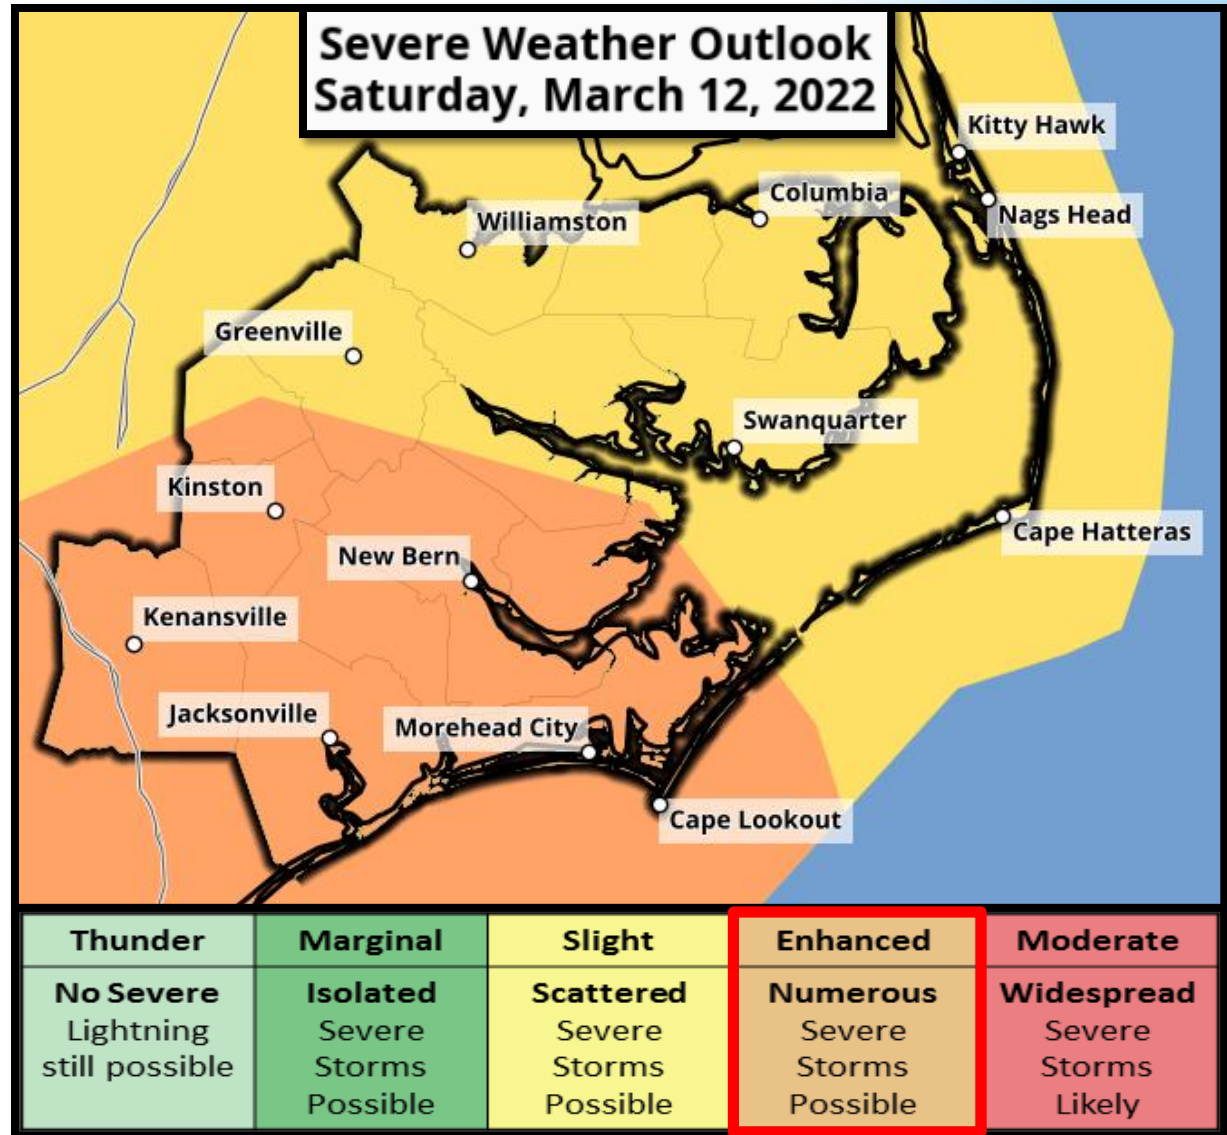 Severe Weather Outlook
Saturday, March 12, 2022
Kitty Hawk
Columbia
Nags Head
Williamston
Greenville
Swanquarter
Kinston
Cape Hatteras
New Bern
Kenansville
Jacksonville
Morehead City
Cape Lookout
Thunder
No Severe
Lightning
still possible
Marginal
Isolated
Severe
Storms
Possible
Slight
Scattered
Severe
Storms
Possible
Enhanced
Numerous
Severe
Storms
Possible
Moderate
Widespread
Severe
Storms
Likely